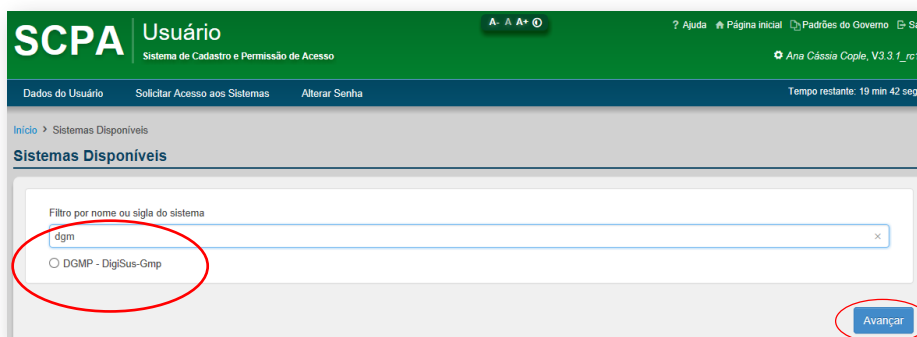 SCPA
Usuário
Sistema de Cadastro e Permissão de Acesso
A- A A+
? Ajuda Página inicial Padrões do Governo
Ana Cássia Cople, V3.3.1_rc
Dados do Usuário Solicitar Acesso aos Sistemas Alterar Senha
Tempo restante: 19 min 42 seg
Início > Sistemas Disponíveis
Sistemas Disponíveis
Filtro por nome ou sigla do sistema
dgm ×
DGMP - DigiSus-Gmp
Avançar